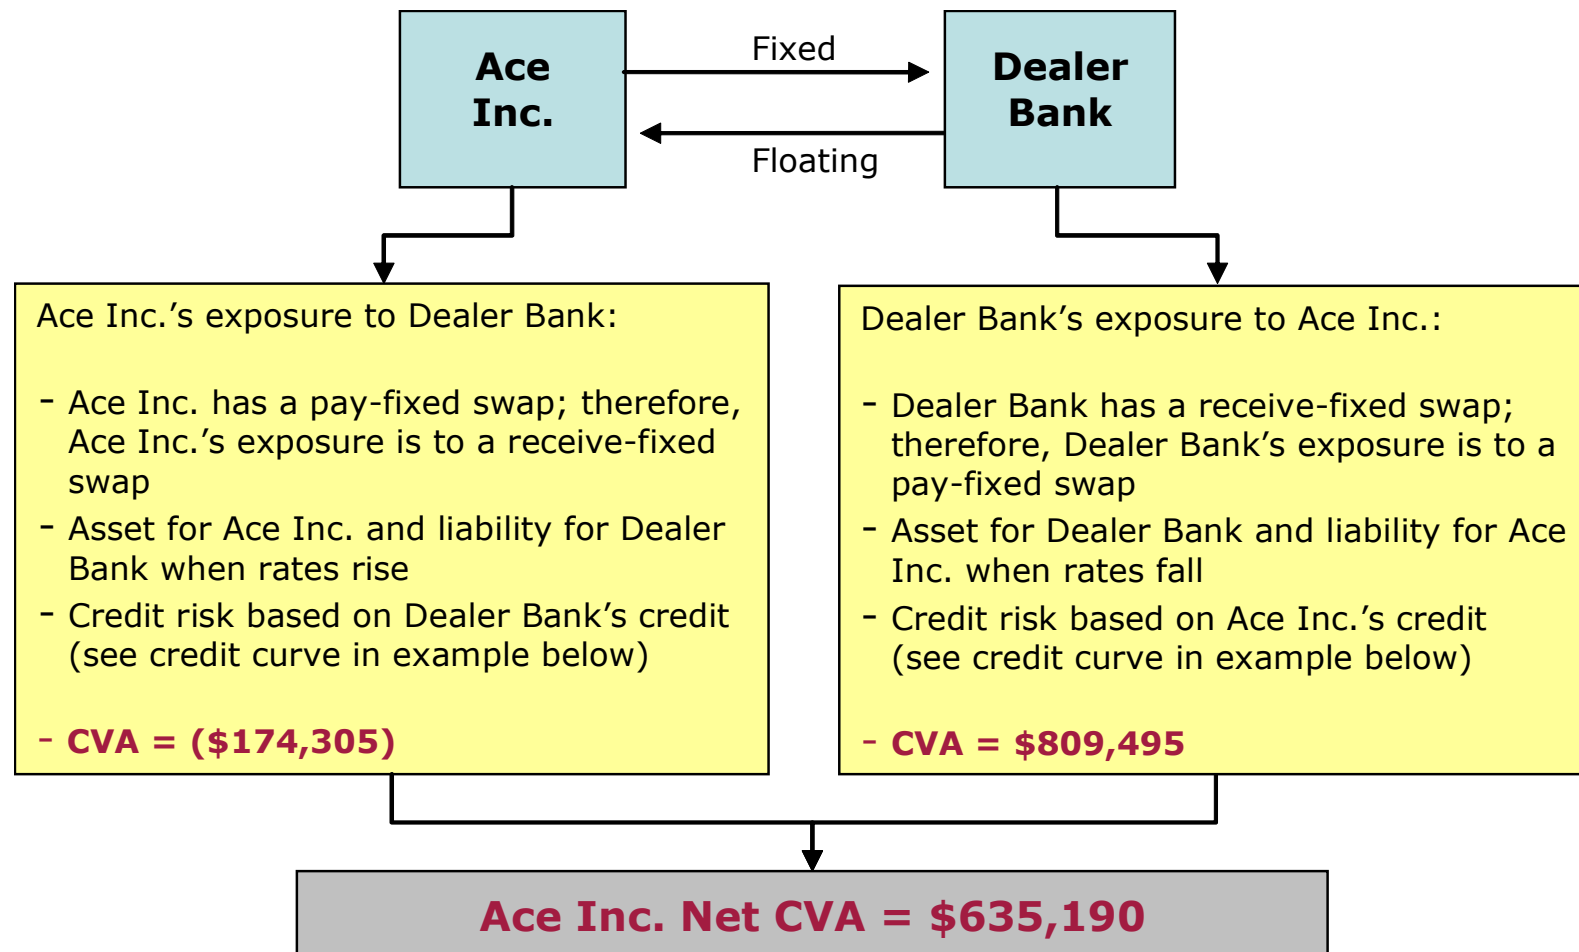 Ace
Inc.
Fixed
Dealer
Bank
Floating
Ace Inc.’s exposure to Dealer Bank:
- Ace Inc. has a pay-fixed swap; therefore,
Ace Inc.’s exposure is to a receive-fixed
swap
- Asset for Ace Inc. and liability for Dealer
Bank when rates rise
- Credit risk based on Dealer Bank’s credit
(see credit curve in example below)
- CVA = ($174,305)
Dealer Bank’s exposure to Ace Inc.:
- Dealer Bank has a receive-fixed swap;
therefore, Dealer Bank’s exposure is to a
pay-fixed swap
- Asset for Dealer Bank and liability for Ace
Inc. when rates fall
- Credit risk based on Ace Inc.’s credit
(see credit curve in example below)
- CVA = $809,495
Ace Inc. Net CVA = $635,190